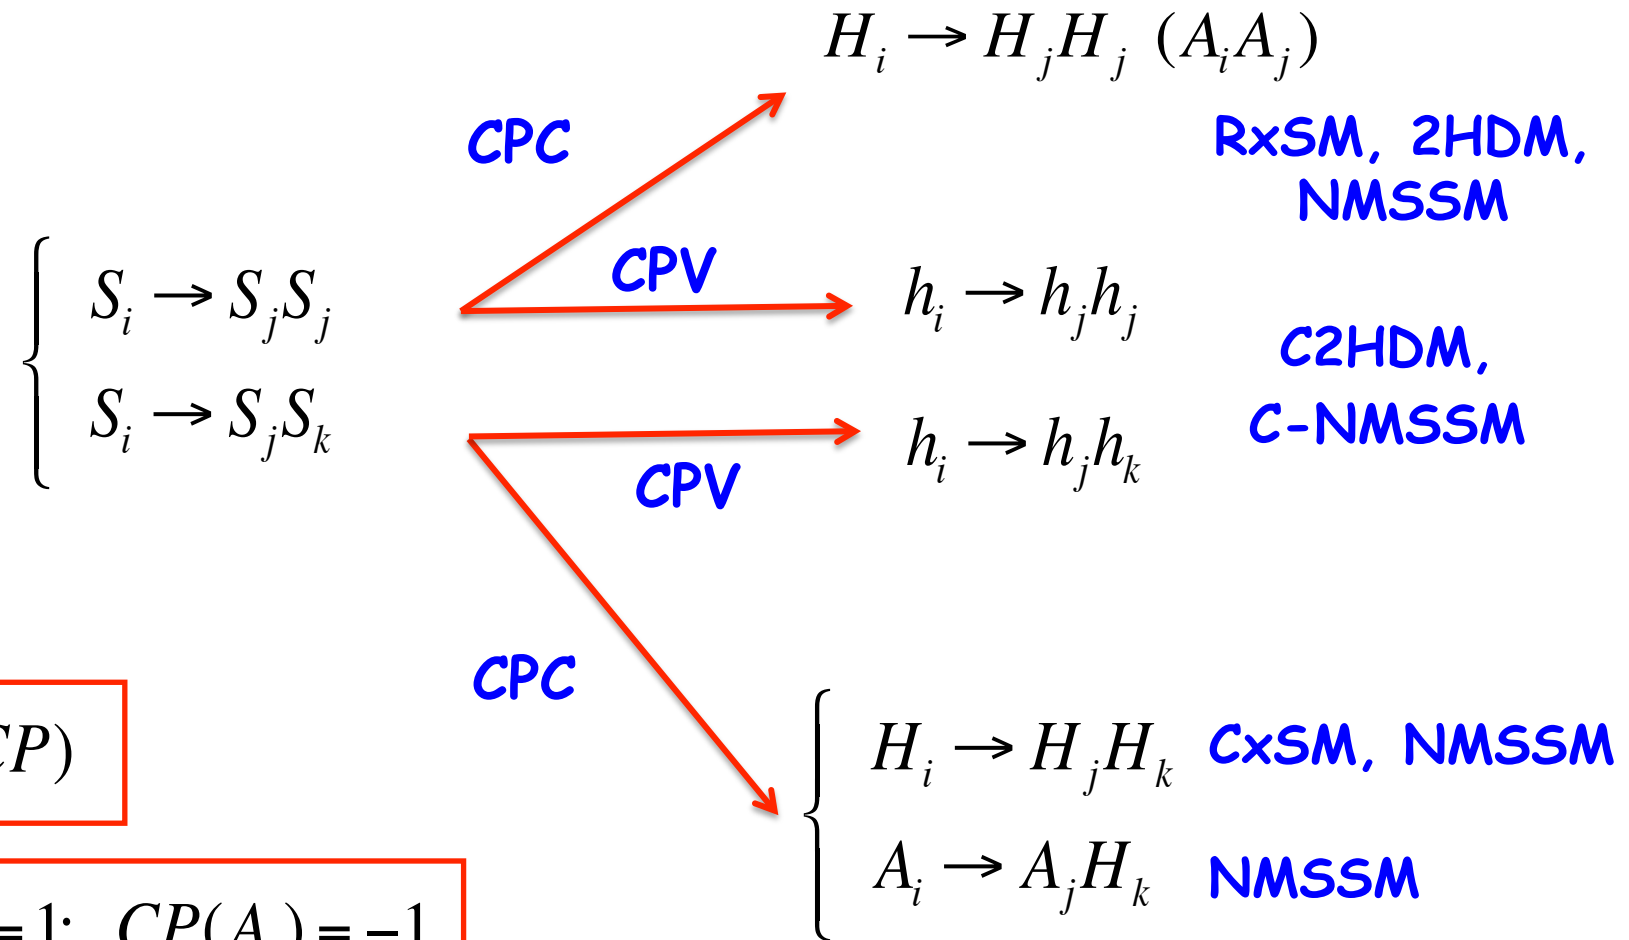 H_i → H_j H_j (A_i A_j)
CPC
RxSM, 2HDM,
NMSSM
CPV
S_i → S_j S_j
h_i → h_j h_j
C2HDM,
S_i → S_j S_k
C-NMSSM
h_i → h_j h_k
CPV
CPC
CP)
H_i → H_j H_k CxSM, NMSSM
A_i → A_j H_k NMSSM
= 1; CP(A_) = −1